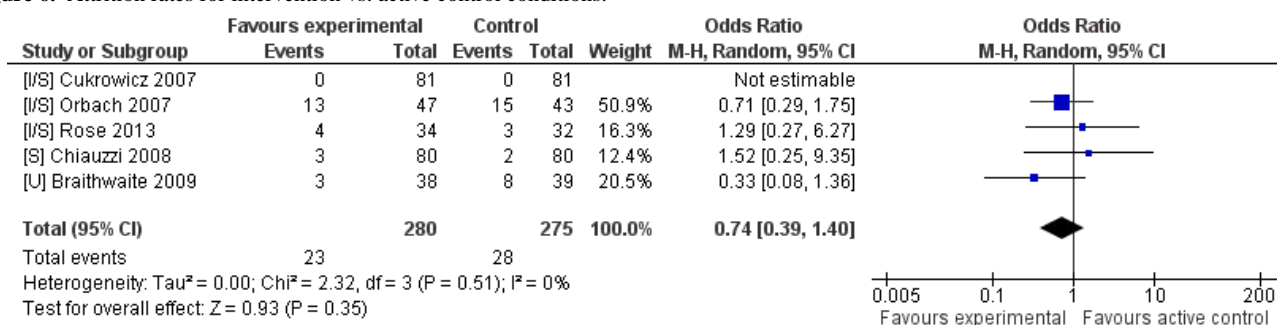 Favours experimental Control Odds Ratio Odds Ratio
Study or Subgroup Events Total Events Total Weight M-H, Random, 95% CI M-H, Random, 95% CI
[I/S] Cukrowicz 2007 0 81 0 81 Not estimable
[I/S] Orbach 2007 13 47 15 43 50.9% 0.71 [0.29, 1.75]
[I/S] Rose 2013 4 34 3 32 16.3% 1.29 [0.27, 6.27]
[S] Chiauzzi 2008 3 80 2 80 12.4% 1.52 [0.25, 9.35]
[U] Braithwaite 2009 3 38 8 39 20.5% 0.33 [0.08, 1.36]
Total (95% CI) 280 275 100.0% 0.74 [0.39, 1.40]
Total events 23 28
Heterogeneity: Tau² = 0.00; Chi² = 2.32, df = 3 (P = 0.51); I² = 0%
Test for overall effect: Z = 0.93 (P = 0.35)
0.005 0.1 1 10 200
Favours experimental Favours active control